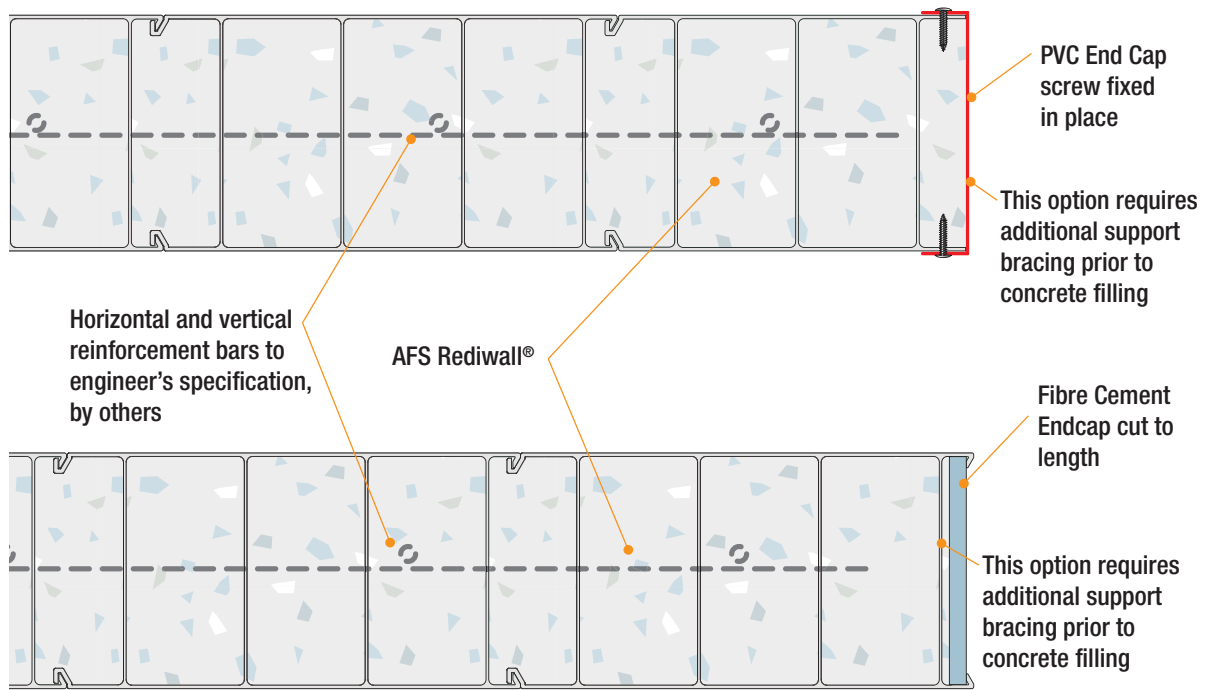 PVC End Cap
screw fixed
in place
This option requires
additional support
bracing prior to
concrete filling
Horizontal and vertical
reinforcement bars to
engineer’s specification,
by others
AFS Rediwall®
Fibre Cement
Endcap cut to
length
This option requires
additional support
bracing prior to
concrete filling